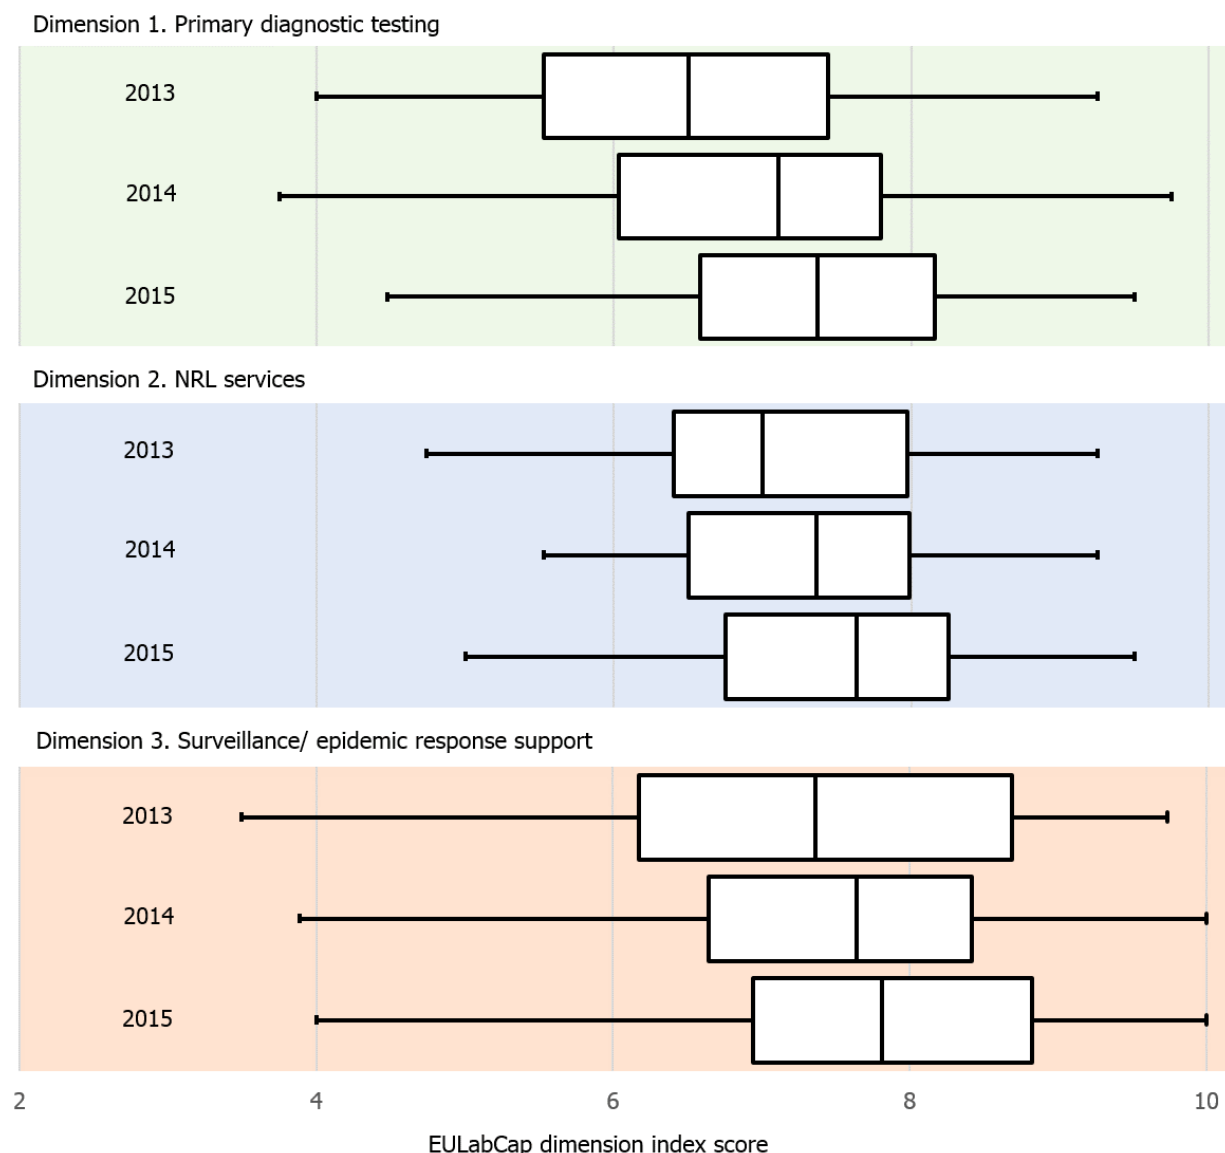 Dimension 1. Primary diagnostic testing
2013
2014
2015
Dimension 2. NRL services
2013
2014
2015
Dimension 3. Surveillance/ epidemic response support
2013
2014
2015
2 4 6 8 10
EULabCap dimension index score